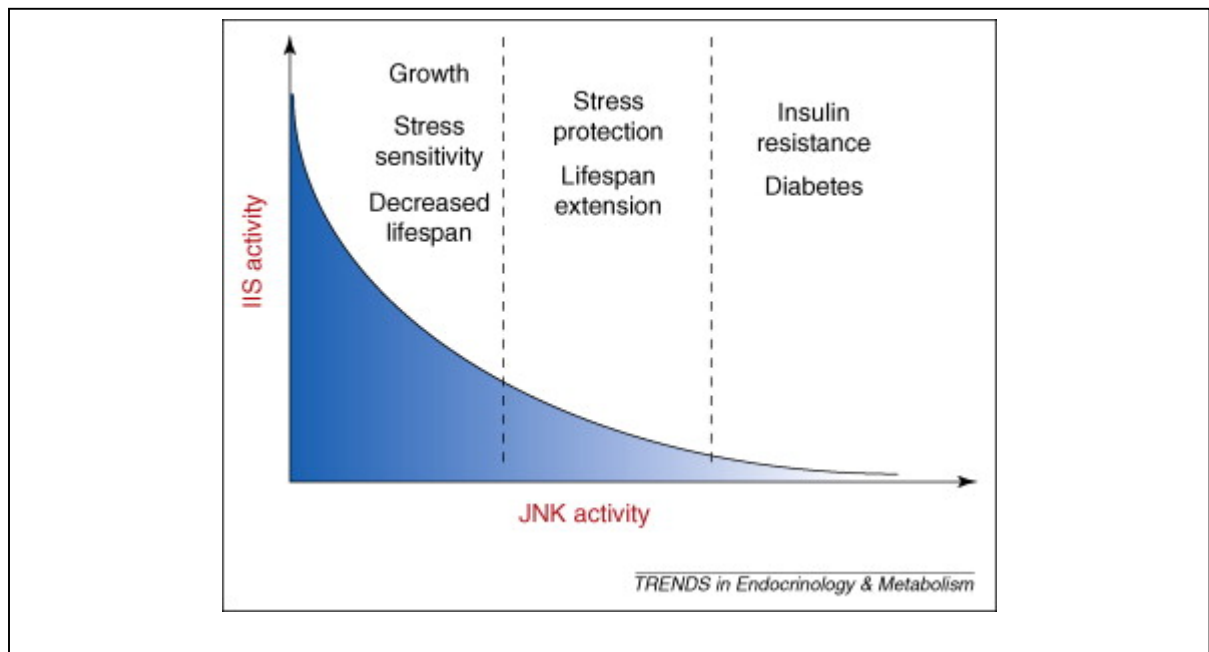 Growth
Stress
sensitivity
Decreased
lifespan
Stress
protection
Lifespan
extension
Insulin
resistance
Diabetes
IIS activity
JNK activity
TRENDS in Endocrinology & Metabolism